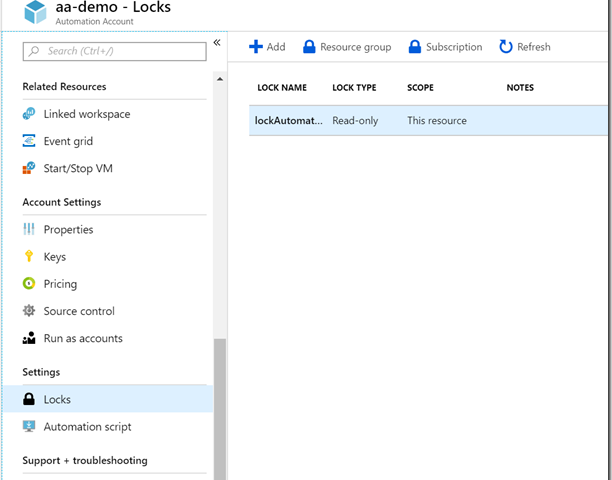 aa-demo - Locks
Automation Account
Search (Ctrl+/)
«
Related Resources
Linked workspace
Event grid
Start/Stop VM
Account Settings
Properties
Keys
Pricing
Source control
Run as accounts
Settings
Locks
Automation script
Support + troubleshooting
Add Resource group Subscription Refresh
LOCK NAME LOCK TYPE SCOPE NOTES
lockAutomat... Read-only This resource